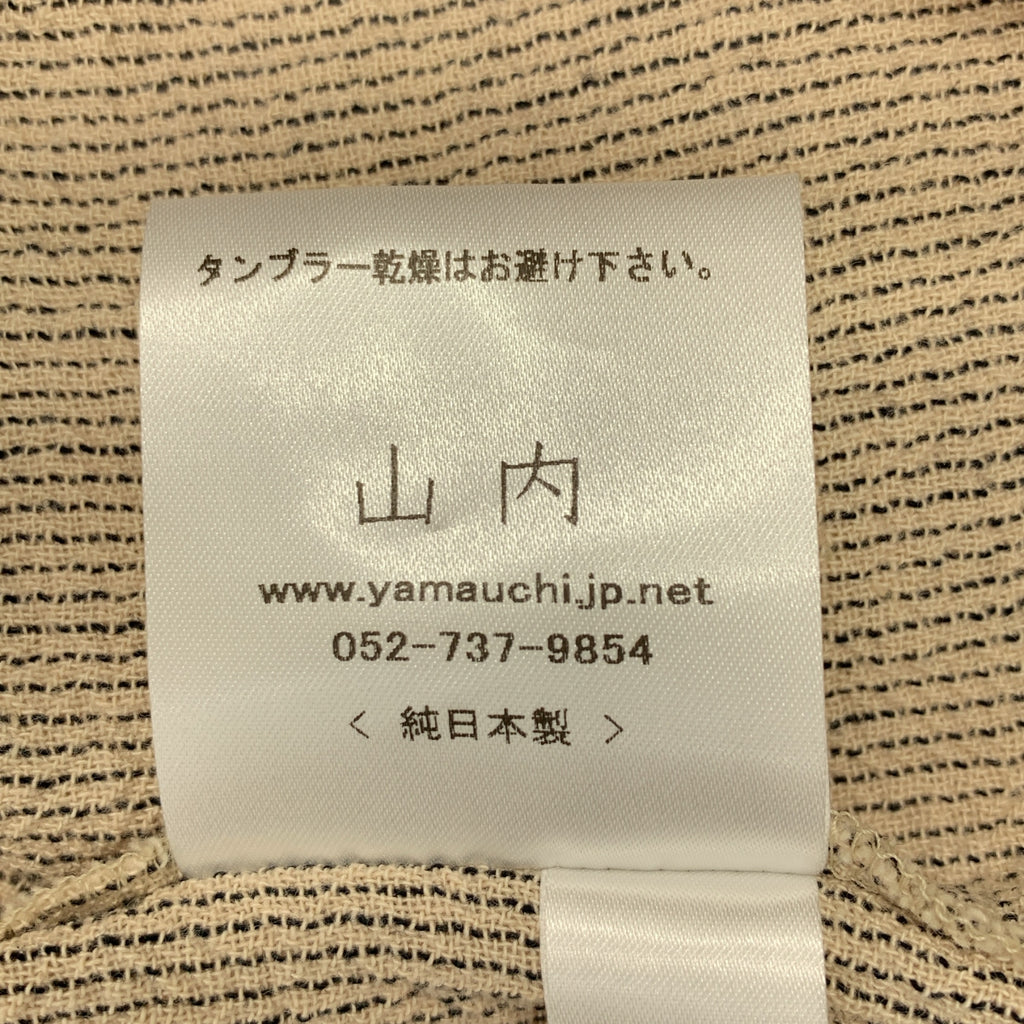 タンブラー乾燥はお避け下さい。
山内
www.yamauchi.jp.net
052-737-9854
＜ 純日本製 ＞